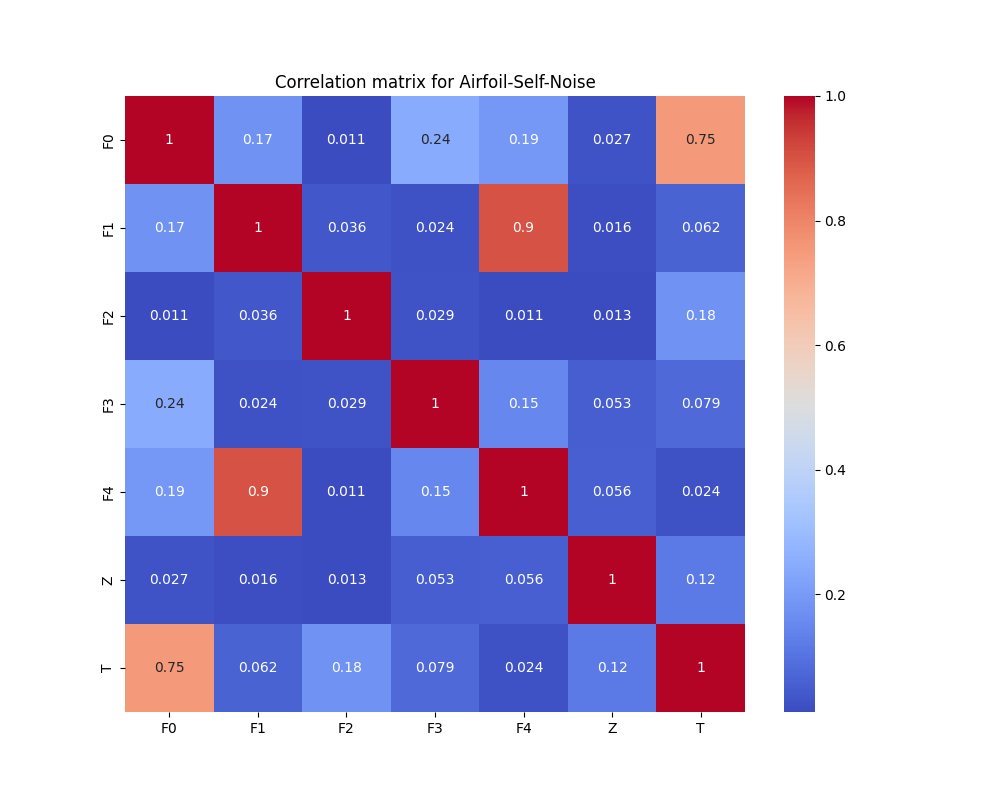 Correlation matrix for Airfoil-Self-Noise
F0 1 0.17 0.011 0.24 0.19 0.027 0.75
F1 0.17 1 0.036 0.024 0.9 0.016 0.062
F2 0.011 0.036 1 0.029 0.011 0.013 0.18
F3 0.24 0.024 0.029 1 0.15 0.053 0.079
F4 0.19 0.9 0.011 0.15 1 0.056 0.024
Z 0.027 0.016 0.013 0.053 0.056 1 0.12
T 0.75 0.062 0.18 0.079 0.024 0.12 1
F0 F1 F2 F3 F4 Z T
1.0
0.8
0.6
0.4
0.2